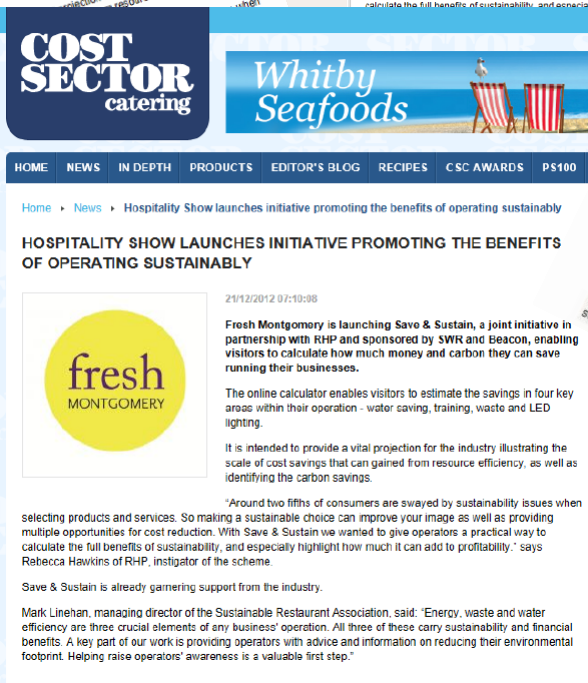 calculate the full benefits of sustainability, and especia
when
COST
SECTOR
catering
Whitby
Seafoods
HOME NEWS IN DEPTH PRODUCTS EDITOR'S BLOG RECIPES CSC AWARDS PS100
Home ▸ News ▸ Hospitality Show launches initiative promoting the benefits of operating sustainably
HOSPITALITY SHOW LAUNCHES INITIATIVE PROMOTING THE BENEFITS
OF OPERATING SUSTAINABLY
21/12/2012 07:10:08
fresh
MONTGOMERY
Fresh Montgomery is launching Save & Sustain, a joint initiative in
partnership with RHP and sponsored by SWR and Beacon, enabling
visitors to calculate how much money and carbon they can save
running their businesses.
The online calculator enables visitors to estimate the savings in four key
areas within their operation - water saving, training, waste and LED
lighting.
It is intended to provide a vital projection for the industry illustrating the
scale of cost savings that can gained from resource efficiency, as well as
identifying the carbon savings.
“Around two fifths of consumers are swayed by sustainability issues when
selecting products and services. So making a sustainable choice can improve your image as well as providing
multiple opportunities for cost reduction. With Save & Sustain we wanted to give operators a practical way to
calculate the full benefits of sustainability, and especially highlight how much it can add to profitability.” says
Rebecca Hawkins of RHP, instigator of the scheme.
Save & Sustain is already garnering support from the industry.
Mark Linehan, managing director of the Sustainable Restaurant Association, said: “Energy, waste and water
efficiency are three crucial elements of any business' operation. All three of these carry sustainability and financial
benefits. A key part of our work is providing operators with advice and information on reducing their environmental
footprint. Helping raise operators' awareness is a valuable first step.”